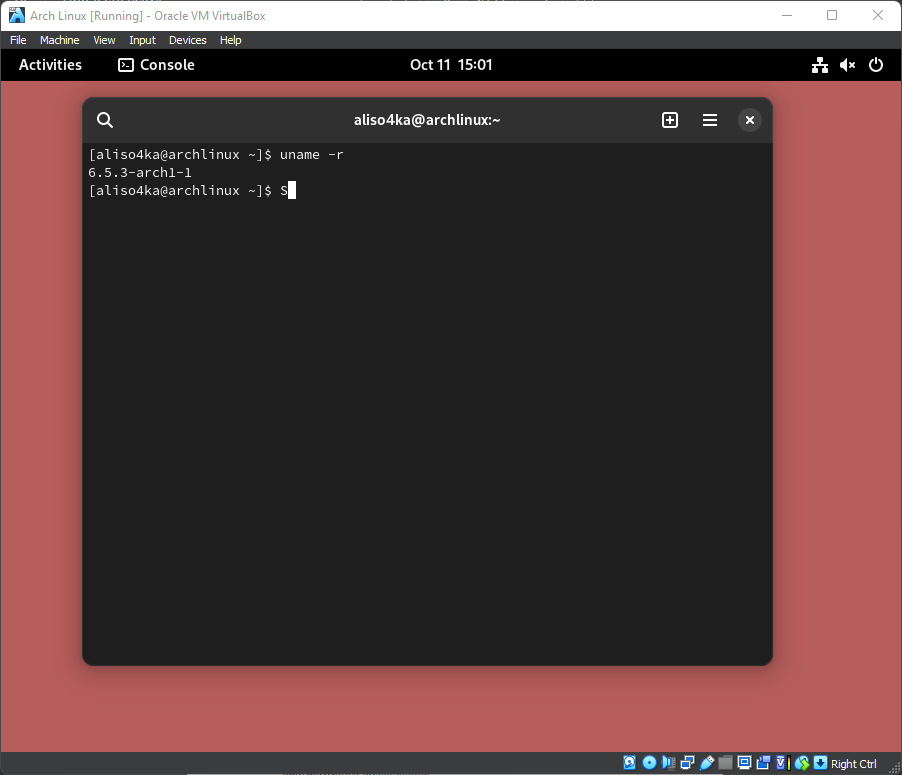 Arch Linux [Running] - Oracle VM VirtualBox
File Machine View Input Devices Help
Activities Console Oct 11 15:01
aliso4ka@archlinux:~
[aliso4ka@archlinux ~]$ uname -r
6.5.3-arch1-1
[aliso4ka@archlinux ~]$ S
Right Ctrl